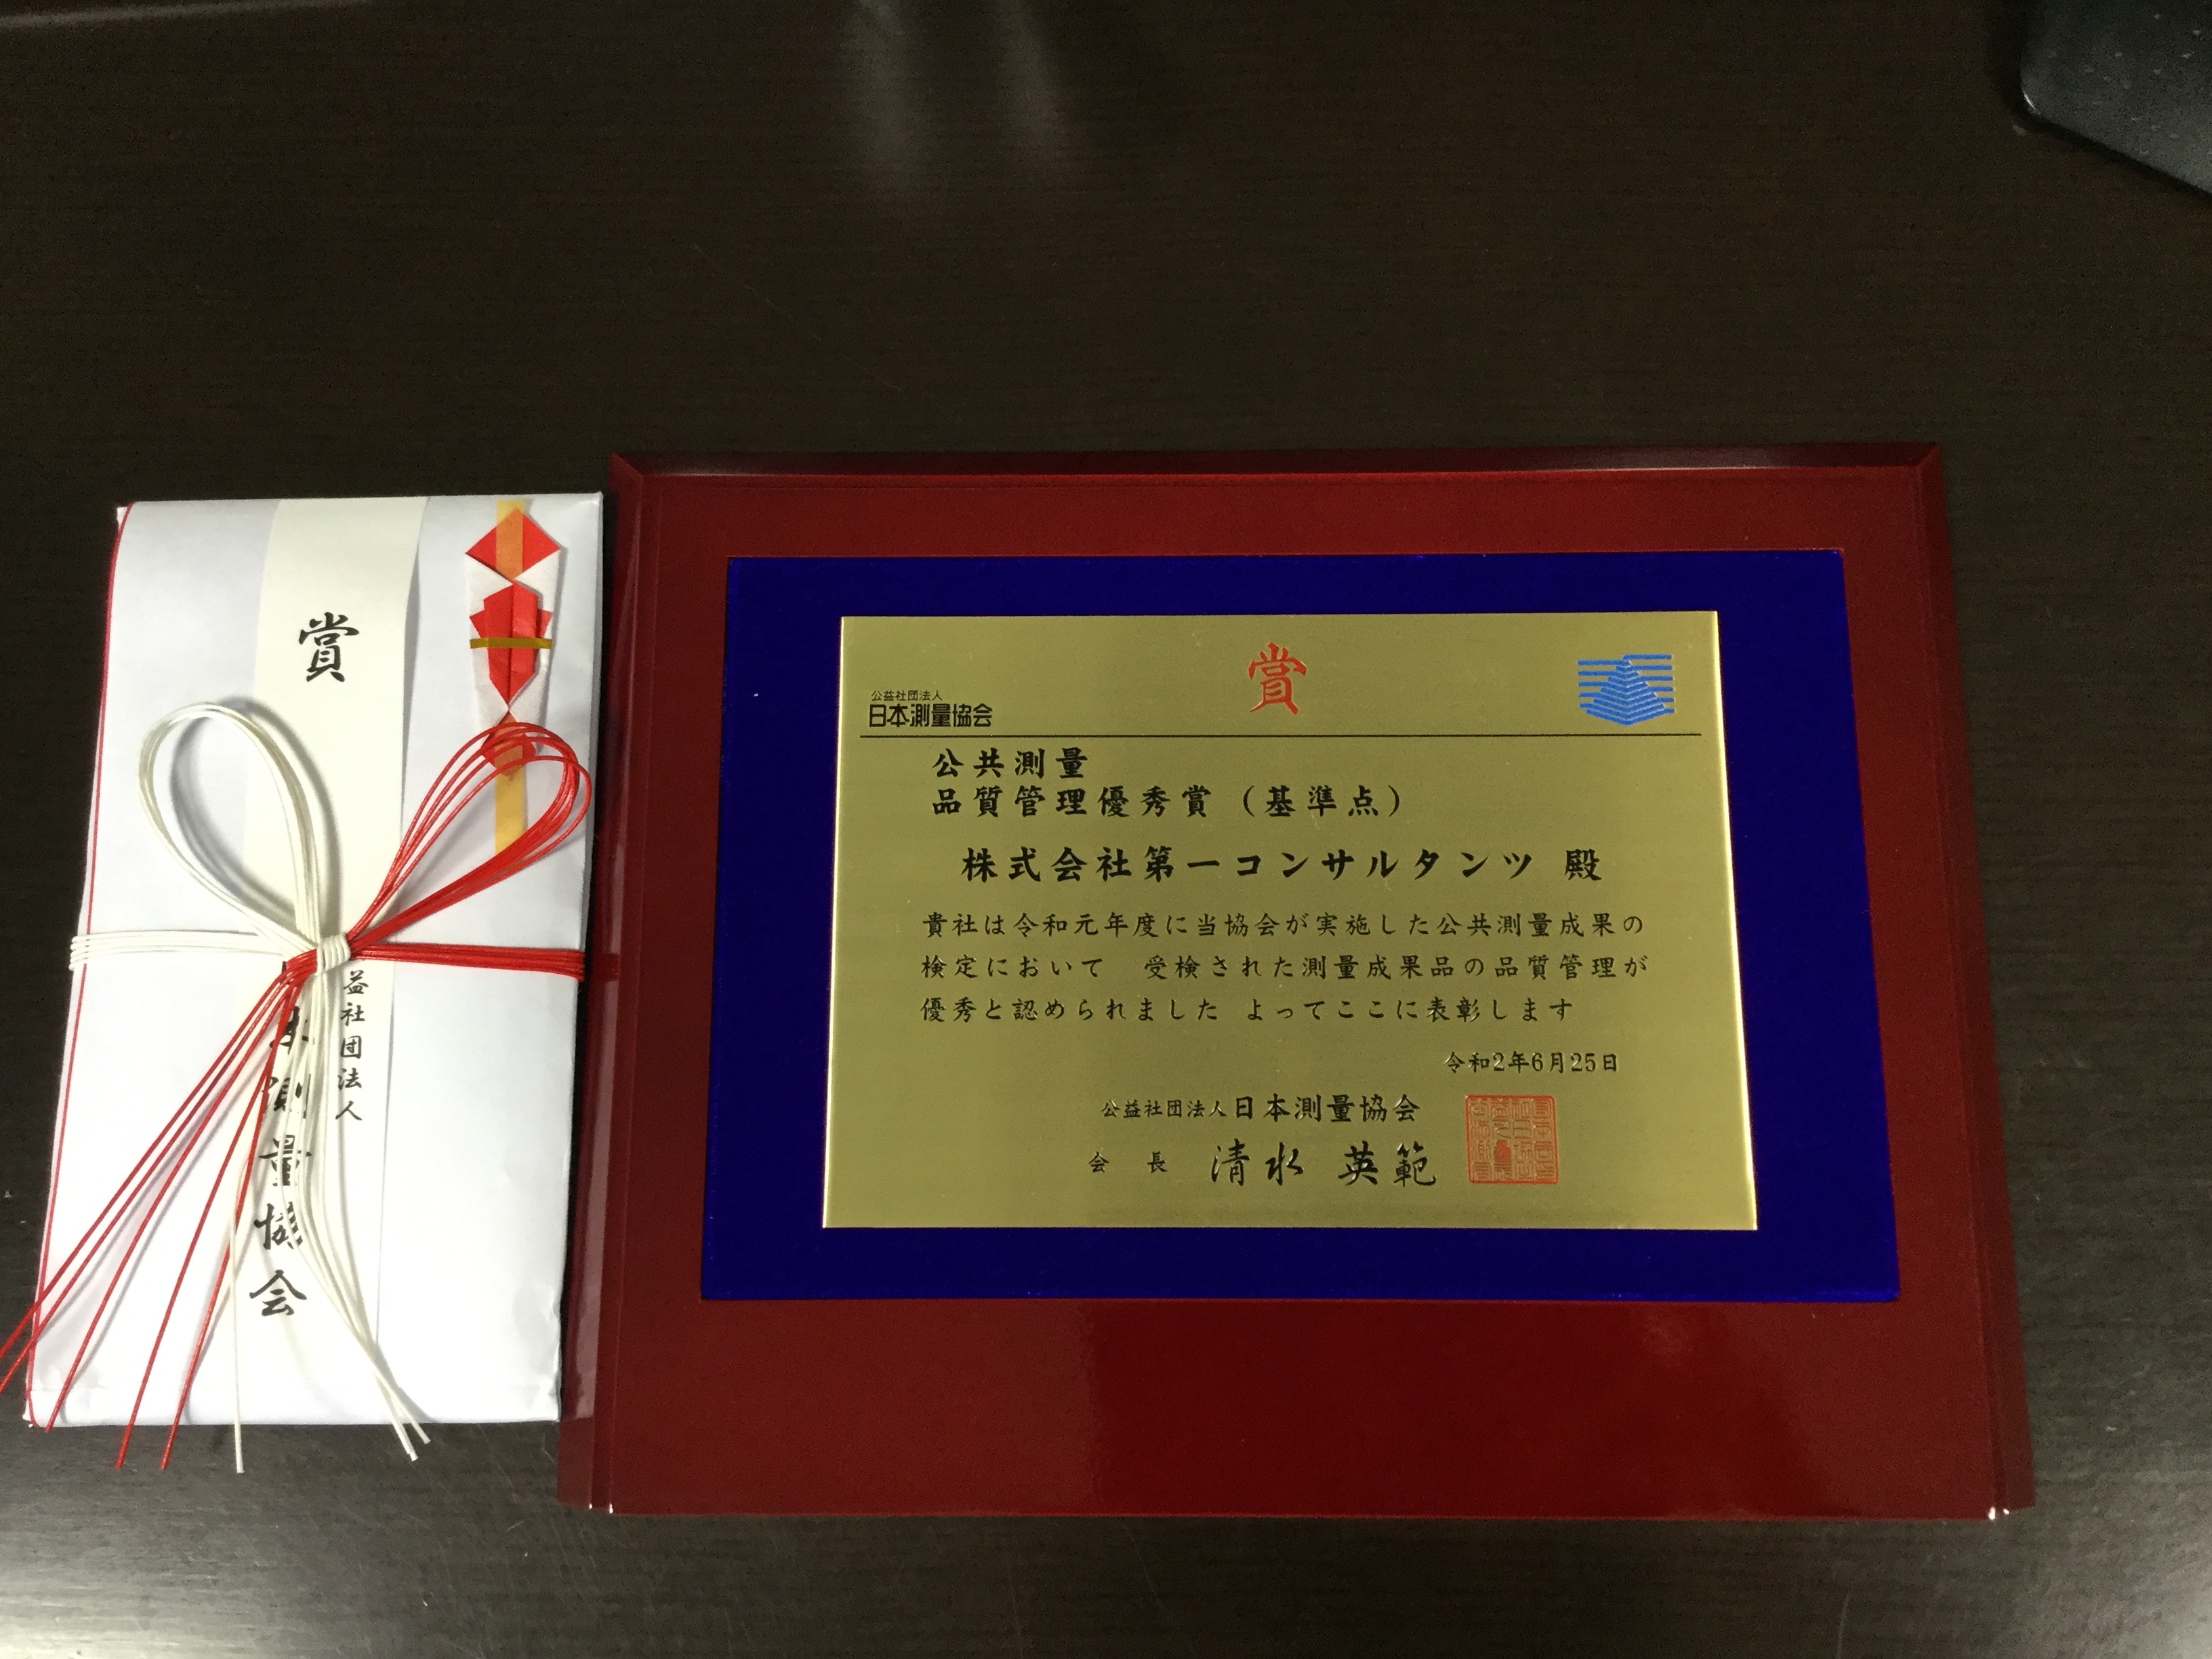 賞
益社団法人
本測量協会
公益社団法人
日本測量協会
賞
公共測量
品質管理優秀賞（基準点）
株式会社第一コンサルタンツ 殿
貴社は令和元年度に当協会が実施した公共測量成果の
検定において　受検された測量成果品の品質管理が
優秀と認められました よってここに表彰します
令和2年6月25日
公益社団法人日本測量協会
会 長 清水 英範